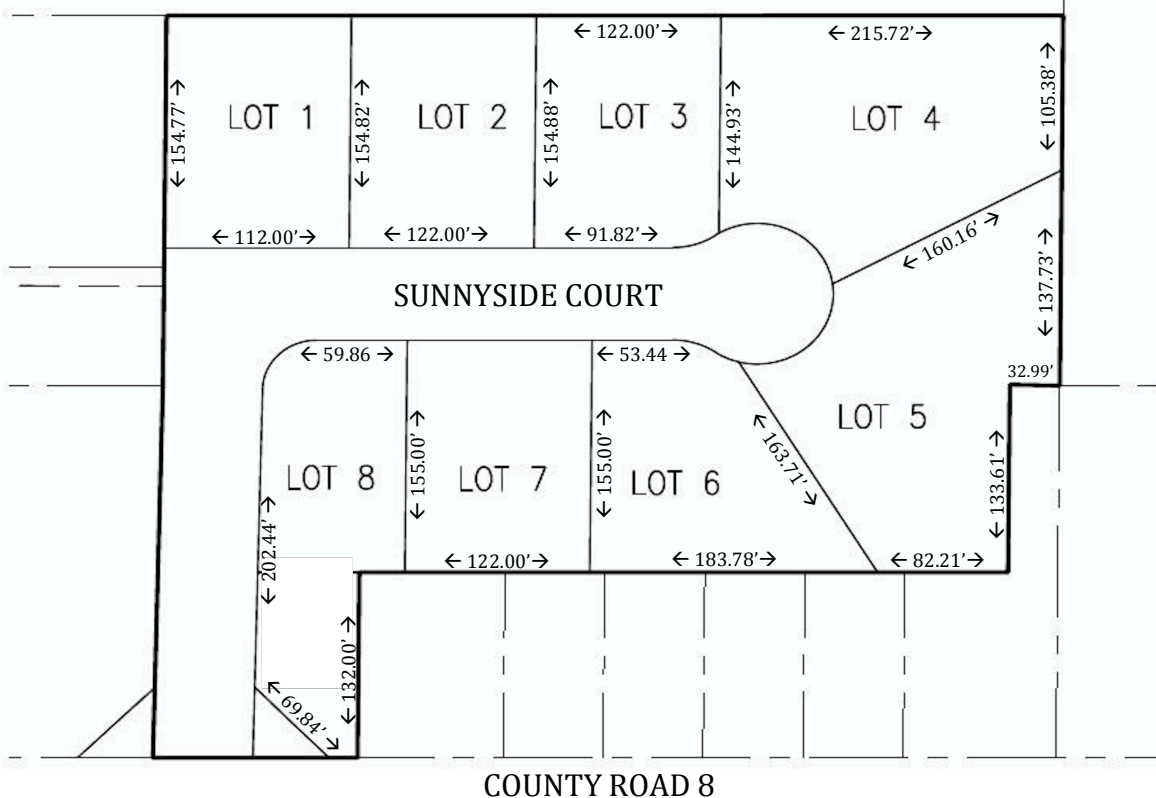 ← 122.00’→
← 215.72’→
← 105.38’ →
LOT 1
LOT 2
LOT 3
LOT 4
← 154.77’ →
← 154.82’ →
← 154.88’ →
← 144.93’ →
← 112.00’→
← 122.00’→
← 91.82’ →
← 160.16’ →
← 137.73’ →
SUNNYSIDE COURT
← 59.86 →
← 53.44 →
32.99’
LOT 5
← 163.71’ →
← 155.00’ →
← 155.00’ →
← 133.61’ →
LOT 8
LOT 7
LOT 6
← 202.44’ →
← 122.00’→
← 183.78’→
← 82.21’→
← 132.00’ →
← 69.84’ →
COUNTY ROAD 8